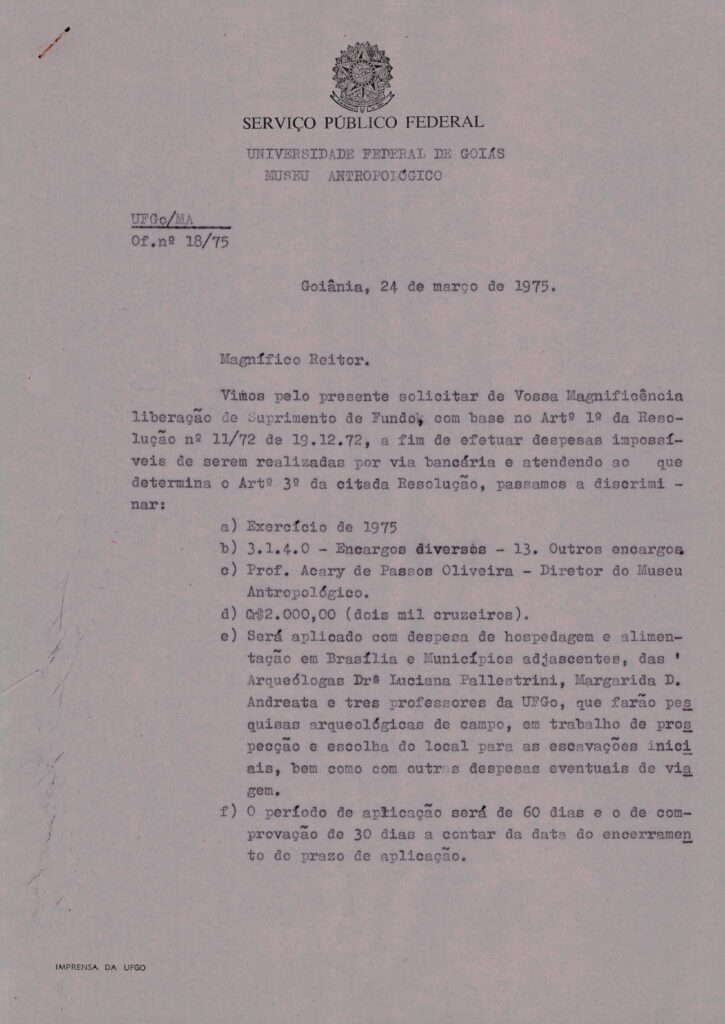 SERVIÇO PÚBLICO FEDERAL
UNIVERSIDADE FEDERAL DE GOIÁS
MUSEU ANTROPOLÓGICO
UFGo/MA
Of.nº 18/75
Goiânia, 24 de março de 1975.
Magnífico Reitor.
Vimos pelo presente solicitar de Vossa Magnificência
liberação de Suprimento de Fundo, com base no Artº 1º da Reso-
lução nº 11/72 de 19.12.72, a fim de efetuar despesas impossí-
veis de serem realizadas por via bancária e atendendo ao que
determina o Artº 3º da citada Resolução, passamos a discrimi -
nar:
a) Exercício de 1975
b) 3.1.4.0 - Encargos diversos - 13. Outros encargos
c) Prof. Acary de Passos Oliveira - Diretor do Museu
Antropológico.
d) Cr$2.000,00 (dois mil cruzeiros).
e) Será aplicado com despesa de hospedagem e alimen-
tação em Brasília e Municípios adjascentes, das '
Arqueólogas Drª Luciana Pallestrini, Margarida D.
Andreata e tres professores da UFGo, que farão pes
quisas arqueológicas de campo, em trabalho de pros
pecção e escolha do local para as escavações inici
ais, bem como com outras despesas eventuais de via
gem.
f) O período de aplicação será de 60 dias e o de com-
provação de 30 dias a contar da data do encerramen
to do prazo de aplicação.
IMPRENSA DA UFGO